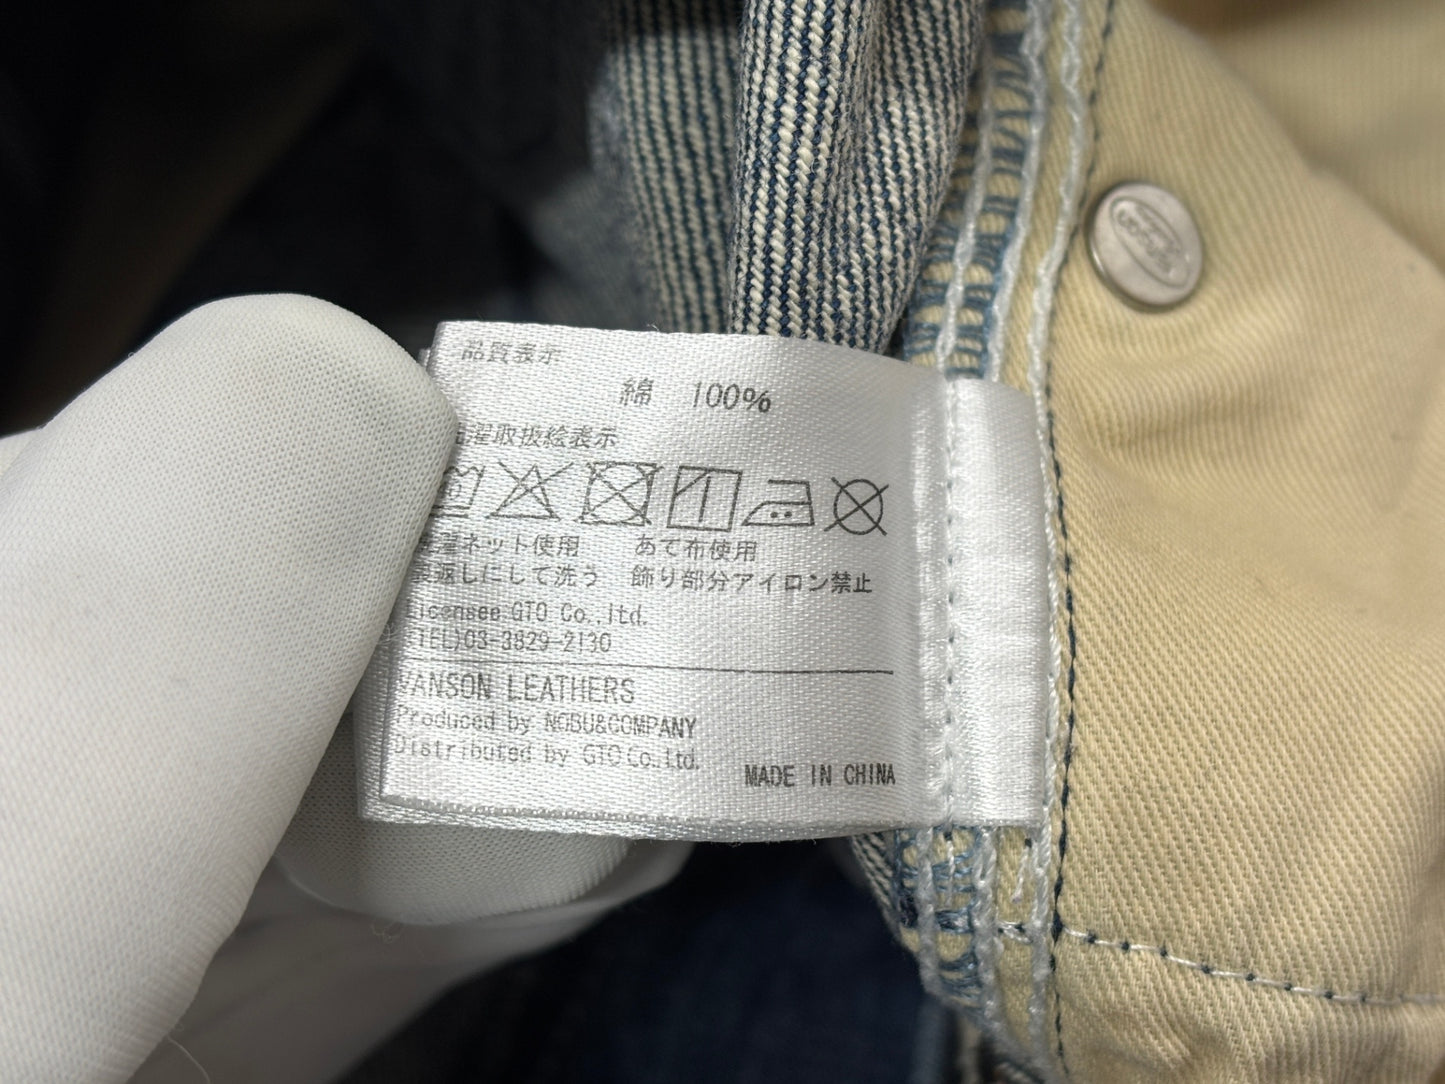 品質表示
綿 100%
洗濯取扱絵表示
洗濯ネット使用 あて布使用
裏返しにして洗う 飾り部分アイロン禁止
Licensee GTO Co.,ltd.
TEL)03-3829-2130
VANSON LEATHERS
Produced by NOBU&COMPANY
Distributed by GTO Co.,Ltd.
MADE IN CHINA